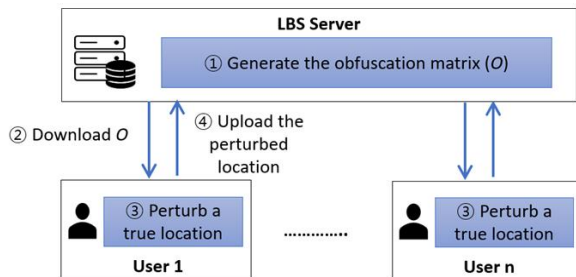 LBS Server
① Generate the obfuscation matrix (O)
② Download O
④ Upload the
perturbed
location
③ Perturb a
true location
User 1
..............
③ Perturb a
true location
User n